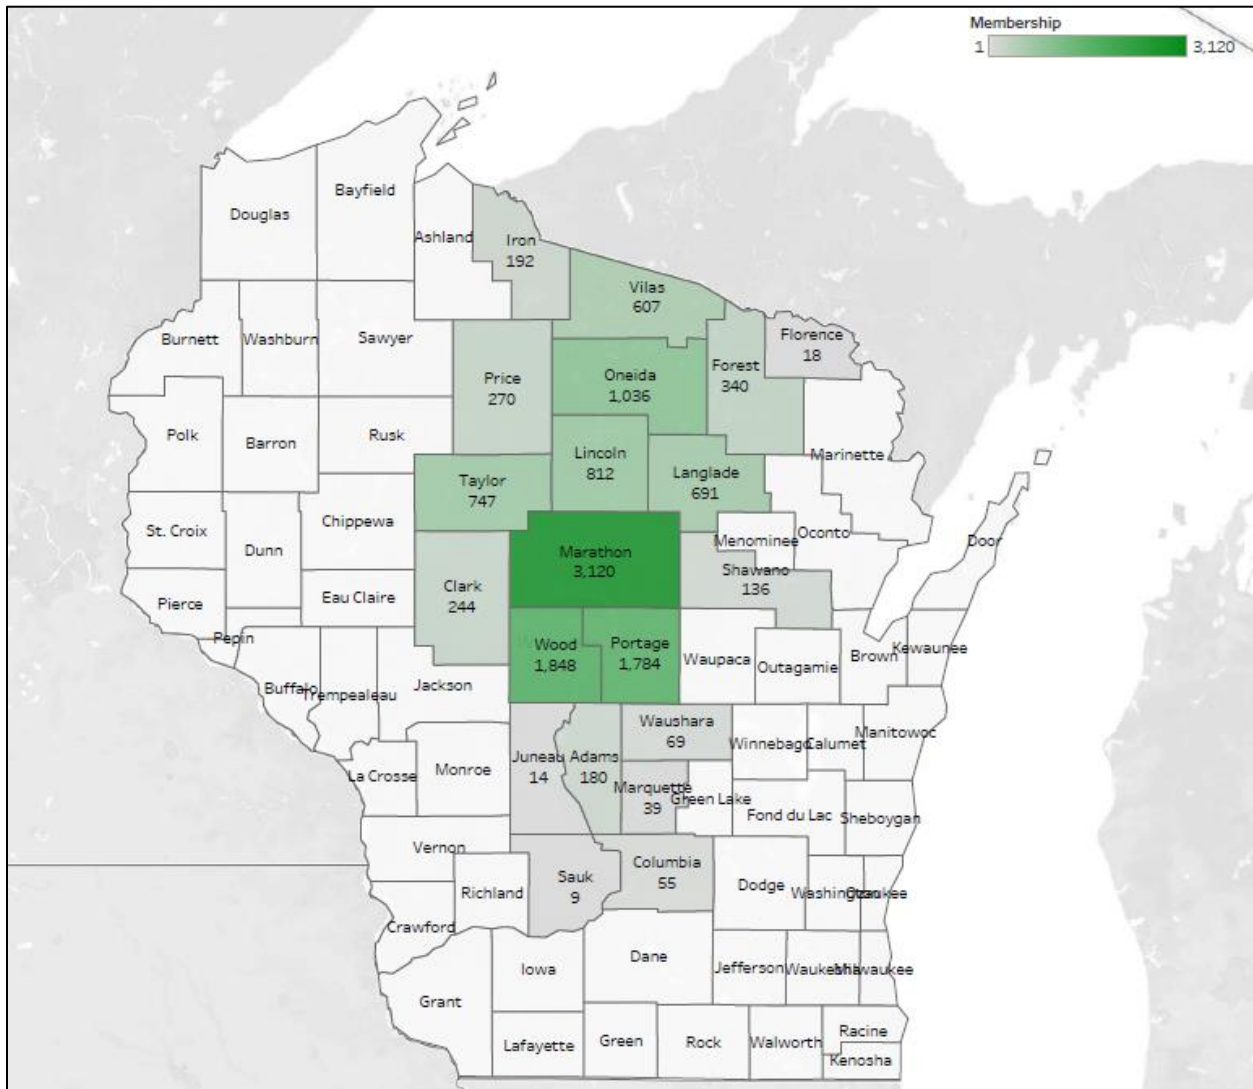 Membership
1 3,120
Bayfield
Douglas
Ashland
Iron
192
Vilas
607
Burnett
Washburn
Sawyer
Florence
18
Price
270
Oneida
1,036
Forest
340
Polk
Barron
Rusk
Lincoln
812
Marinette
Taylor
747
Langlade
691
Chippewa
St. Croix
Dunn
Menominee
Oconto
Door
Marathon
3,120
Shawano
136
Clark
244
Pierce
Eau Claire
Pepin
Wood
1,848
Portage
1,784
Waupaca
Outagamie
Brown
Kewaunee
Buffalo
Trempealeau
Jackson
Waushara
69
Winnebago
Calumet
Manitowoc
Juneau
14
Adams
180
La Crosse
Monroe
Marquette
39
Green Lake
Fond du Lac
Sheboygan
Vernon
Columbia
55
Sauk
9
Richland
Dodge
Washington
Ozaukee
Crawford
Dane
Iowa
Jefferson
Waukesha
Milwaukee
Grant
Lafayette
Green
Rock
Walworth
Racine
Kenosha